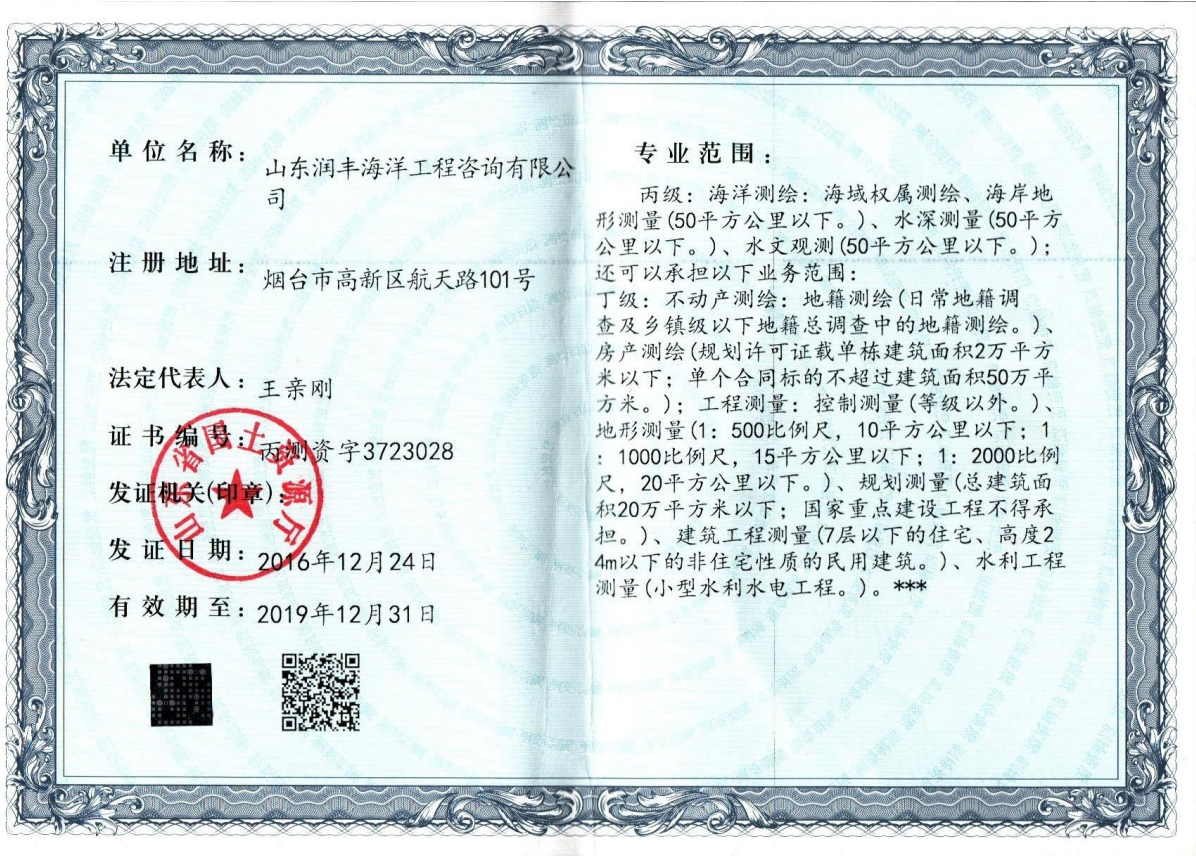 单位名称：
山东润丰海洋工程咨询有限公
司
注册地址：
烟台市高新区航天路101号
法定代表人：
王亲刚
证书编号：
丙测资字3723028
发证机关(印章)：
山东省国土资源厅
发证日期：
2016年12月24日
有效期至：
2019年12月31日
专业范围：
丙级：海洋测绘：海域权属测绘、海岸地
形测量(50平方公里以下。)、水深测量(50平方
公里以下。)、水文观测(50平方公里以下。)；
还可以承担以下业务范围：
丁级：不动产测绘：地籍测绘(日常地籍调
查及乡镇级以下地籍总调查中的地籍测绘。)、
房产测绘(规划许可证载单栋建筑面积2万平方
米以下；单个合同标的不超过建筑面积50万平
方米。)；工程测量：控制测量(等级以外。)、
地形测量(1：500比例尺，10平方公里以下；1
：1000比例尺，15平方公里以下；1：2000比例
尺，20平方公里以下。)、规划测量(总建筑面
积20万平方米以下；国家重点建设工程不得承
担。)、建筑工程测量(7层以下的住宅、高度2
4m以下的非住宅性质的民用建筑。)、水利工程
测量(小型水利水电工程。)。***